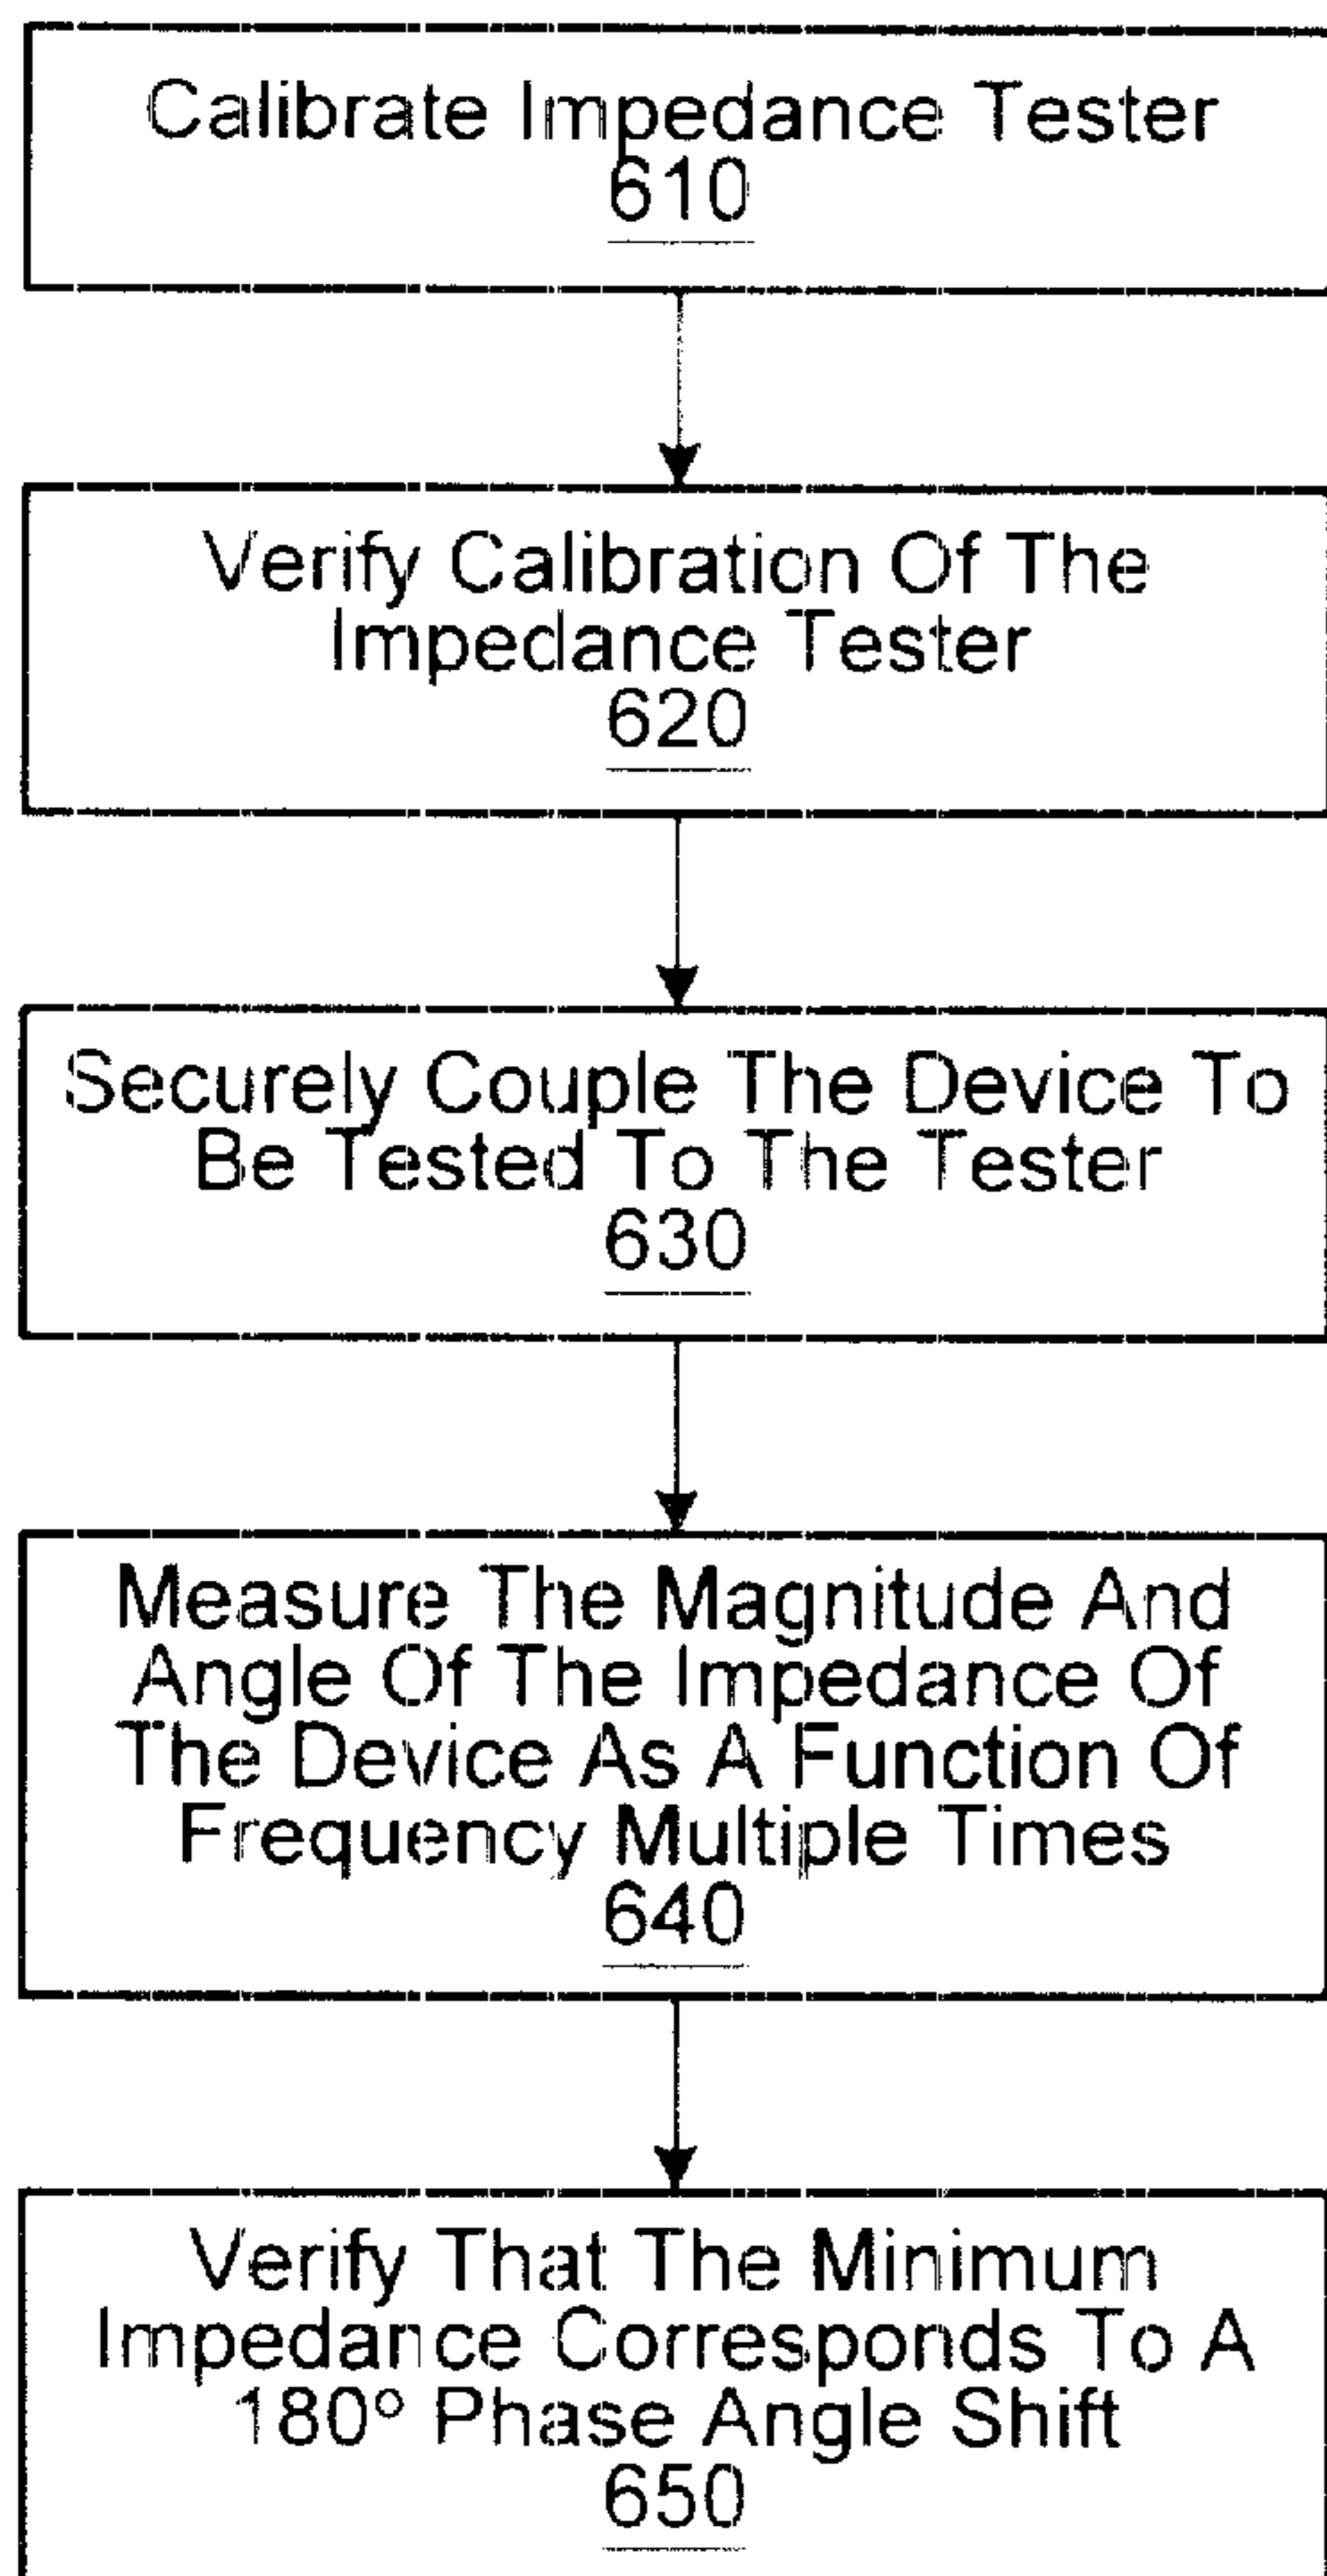 Calibrate Impedance Tester
610
Verify Calibration Of The
Impedance Tester
620
Securely Couple The Device To
Be Tested To The Tester
630
Measure The Magnitude And
Angle Of The Impedance Of
The Device As A Function Of
Frequency Multiple Times
640
Verify That The Minimum
Impedance Corresponds To A
180° Phase Angle Shift
650